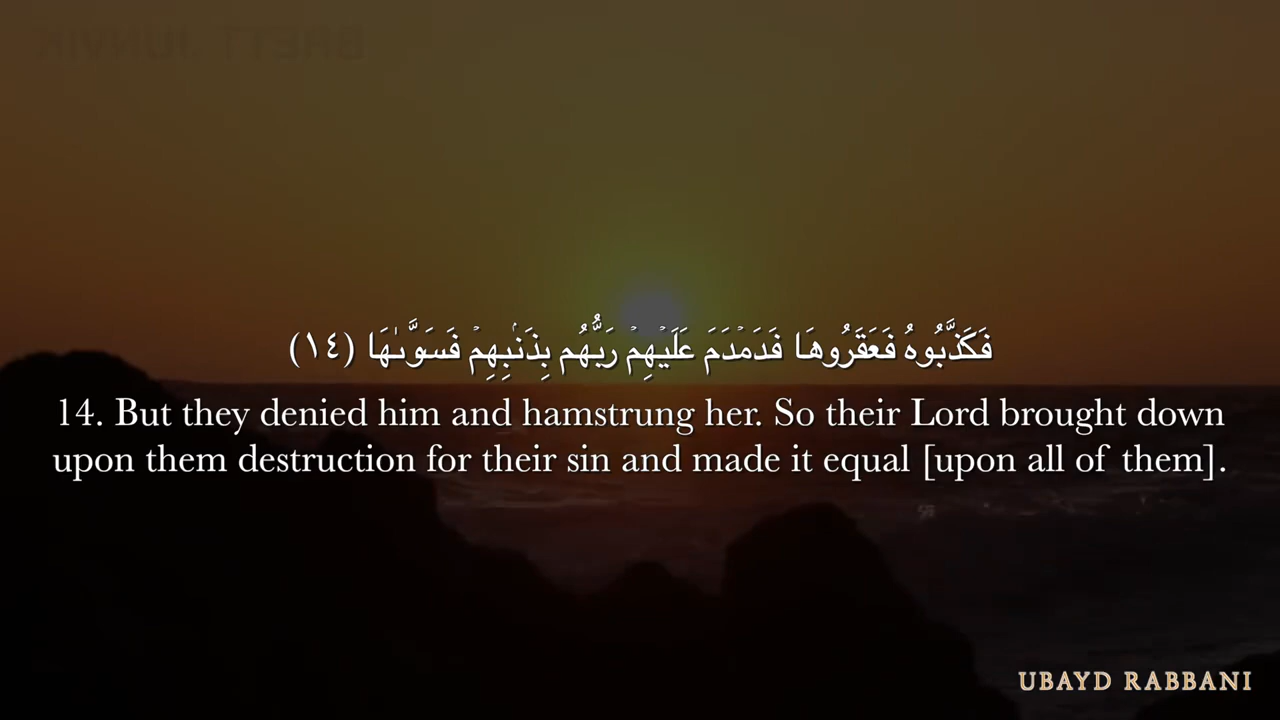 فَكَذَّبُوهُ فَعَقَرُوهَا فَدَمۡدَمَ عَلَيۡهِمۡ رَبُّهُم بِذَنۢبِهِمۡ فَسَوَّىٰهَا (١٤)
14. But they denied him and hamstrung her. So their Lord brought down
upon them destruction for their sin and made it equal [upon all of them].
UBAYD RABBANI